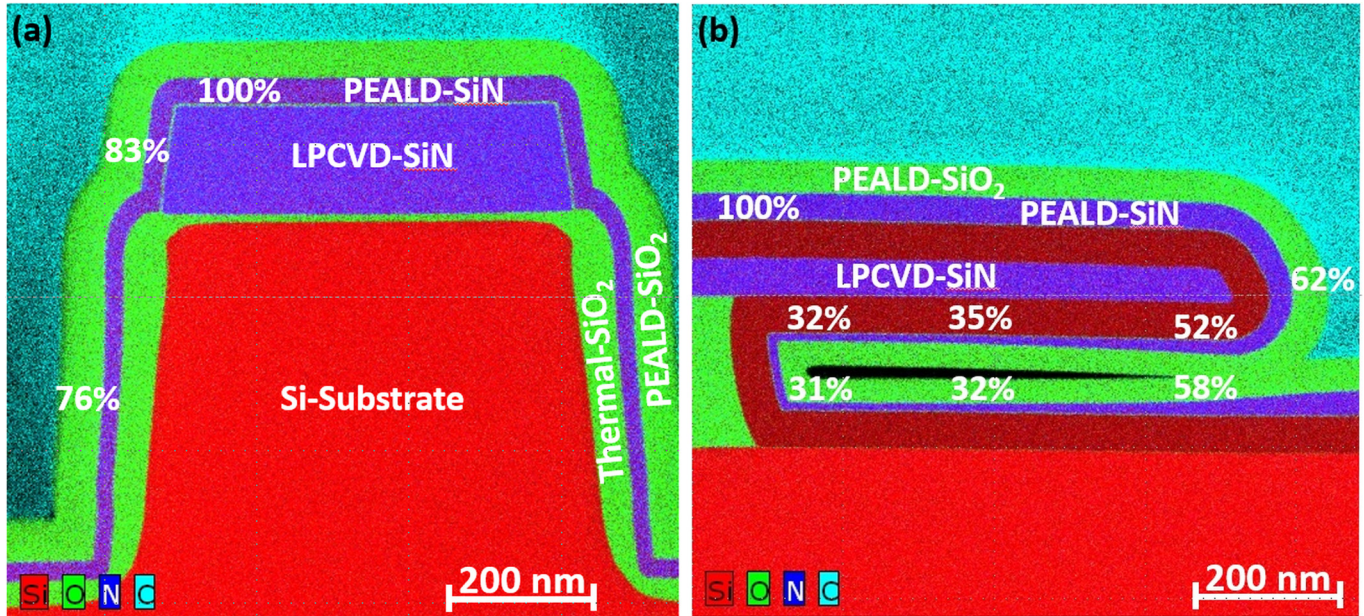 (a)
100% PEALD-SiN
83%
LPCVD-SiN
76%
Si-Substrate
Thermal-SiO₂
PEALD-SiO₂
Si O N C
200 nm
(b)
PEALD-SiO₂
100%
PEALD-SiN
LPCVD-SiN
62%
32% 35% 52%
31% 32% 58%
Si O N C
200 nm